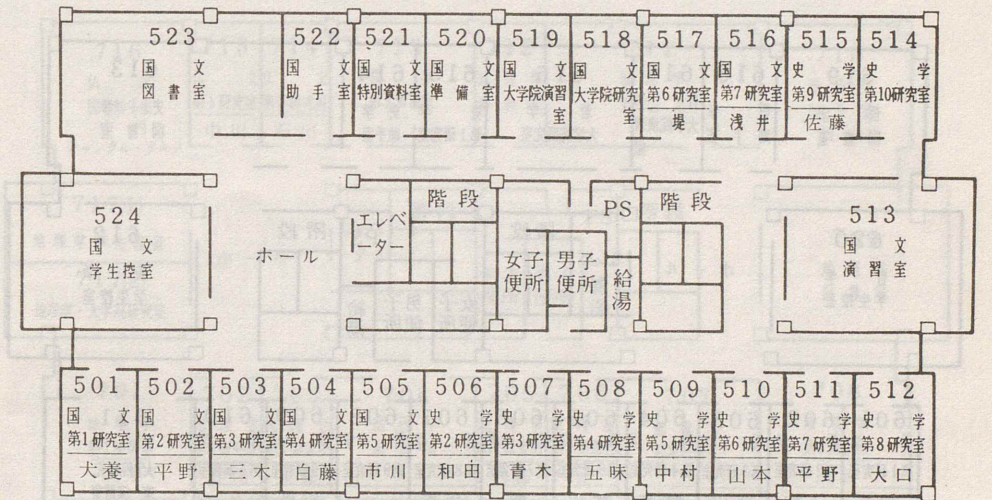 523
国文
図書室
522
国文
助手室
521
国文
特別資料室
520
国文
準備室
519
国文
大学院演習室
518
国文
大学院研究室
517
国文
第6研究室
堤
516
国文
第7研究室
浅井
515
史学
第9研究室
佐藤
514
史学
第10研究室
524
国文
学生控室
ホール
エレベーター
階段
女子便所
男子便所
PS
給湯
階段
513
国文
演習室
501
国文
第1研究室
犬養
502
国文
第2研究室
平野
503
国文
第3研究室
三木
504
国文
第4研究室
白藤
505
国文
第5研究室
市川
506
史学
第2研究室
和田
507
史学
第3研究室
青木
508
史学
第4研究室
五味
509
史学
第5研究室
中村
510
史学
第6研究室
山本
511
史学
第7研究室
平野
512
史学
第8研究室
大口